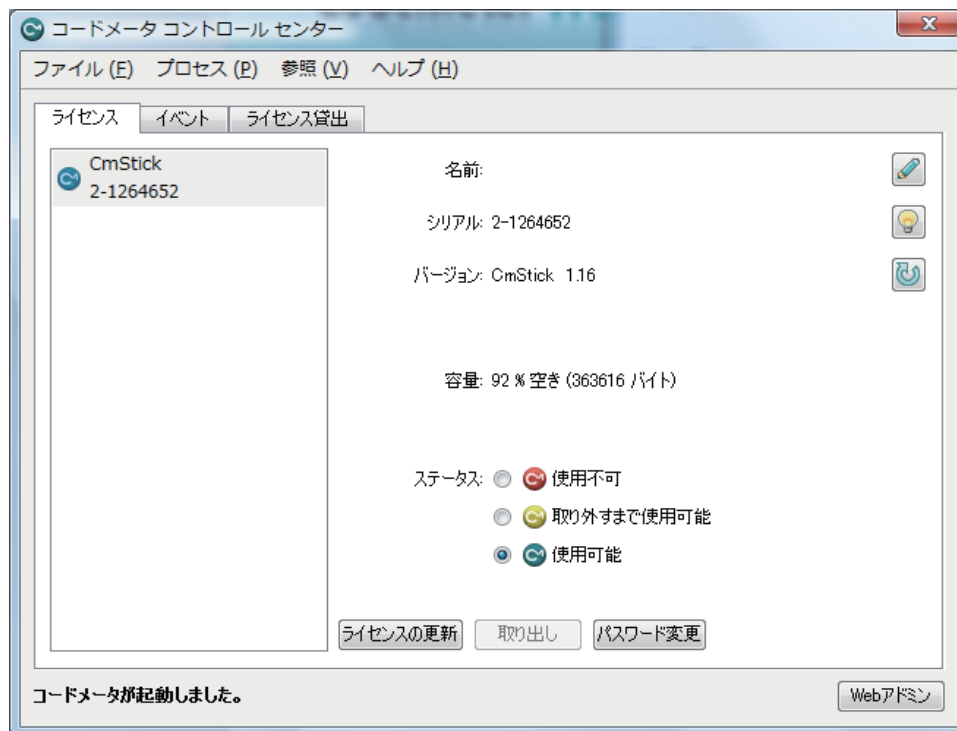 コードメータ コントロール センター
ファイル (F) プロセス (P) 参照 (V) ヘルプ (H)
ライセンス イベント ライセンス貸出
CmStick
2-1264652
名前:
シリアル: 2-1264652
バージョン: CmStick 1.16
容量: 92 % 空き (363616 バイト)
ステータス: 使用不可
取り外すまで使用可能
使用可能
ライセンスの更新 取り出し パスワード変更
コードメータが起動しました。 Webアドミン